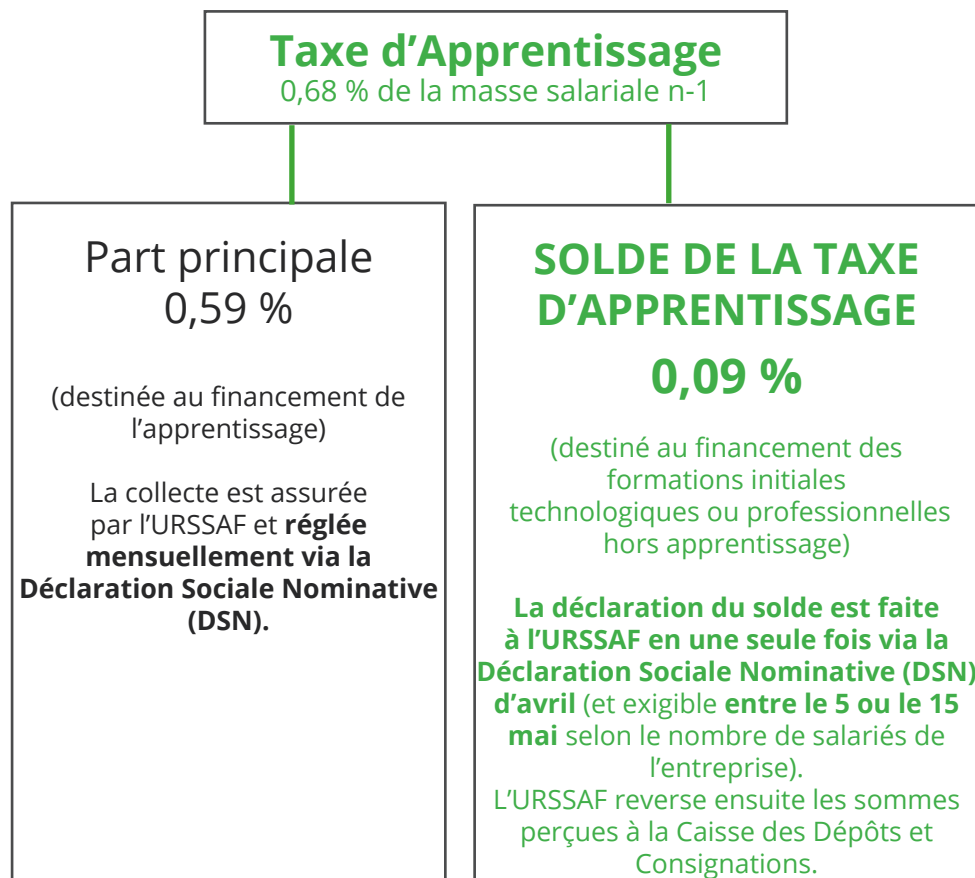 Taxe d’Apprentissage
0,68 % de la masse salariale n-1
Part principale
0,59 %
(destinée au financement de
l’apprentissage)
La collecte est assurée
par l’URSSAF et réglée
mensuellement via la
Déclaration Sociale Nominative
(DSN).
SOLDE DE LA TAXE
D’APPRENTISSAGE
0,09 %
(destiné au financement des
formations initiales
technologiques ou professionnelles
hors apprentissage)
La déclaration du solde est faite
à l’URSSAF en une seule fois via la
Déclaration Sociale Nominative (DSN)
d’avril (et exigible entre le 5 ou le 15
mai selon le nombre de salariés de
l’entreprise).
L’URSSAF reverse ensuite les sommes
perçues à la Caisse des Dépôts et
Consignations.